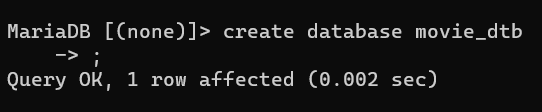 MariaDB [(none)]> create database movie_dtb
    -> ;
Query OK, 1 row affected (0.002 sec)